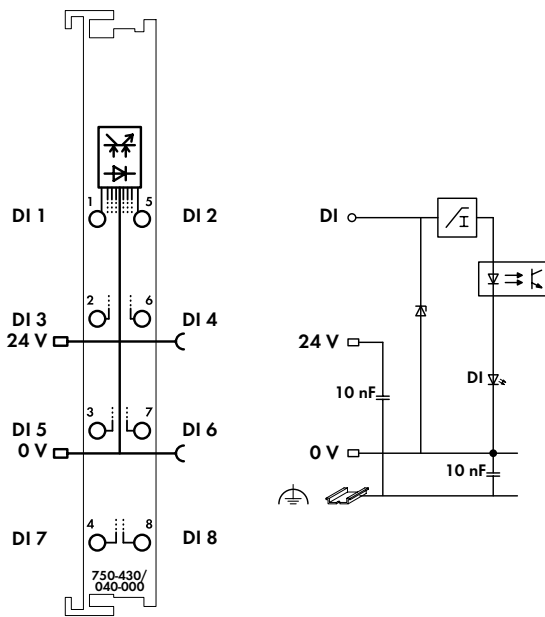 1 5
DI 1 DI 2
2 6
DI 3 DI 4
24 V
3 7
DI 5 DI 6
0 V
4 8
DI 7 DI 8
750-430/
040-000
DI
I
24 V
10 nF
DI
0 V
10 nF